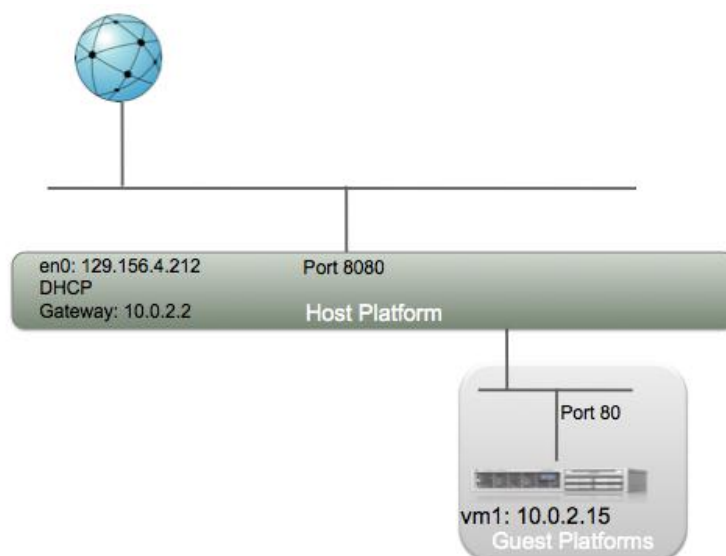 en0: 129.156.4.212
DHCP
Gateway: 10.0.2.2
Port 8080
Host Platform
Port 80
vm1: 10.0.2.15
Guest Platforms